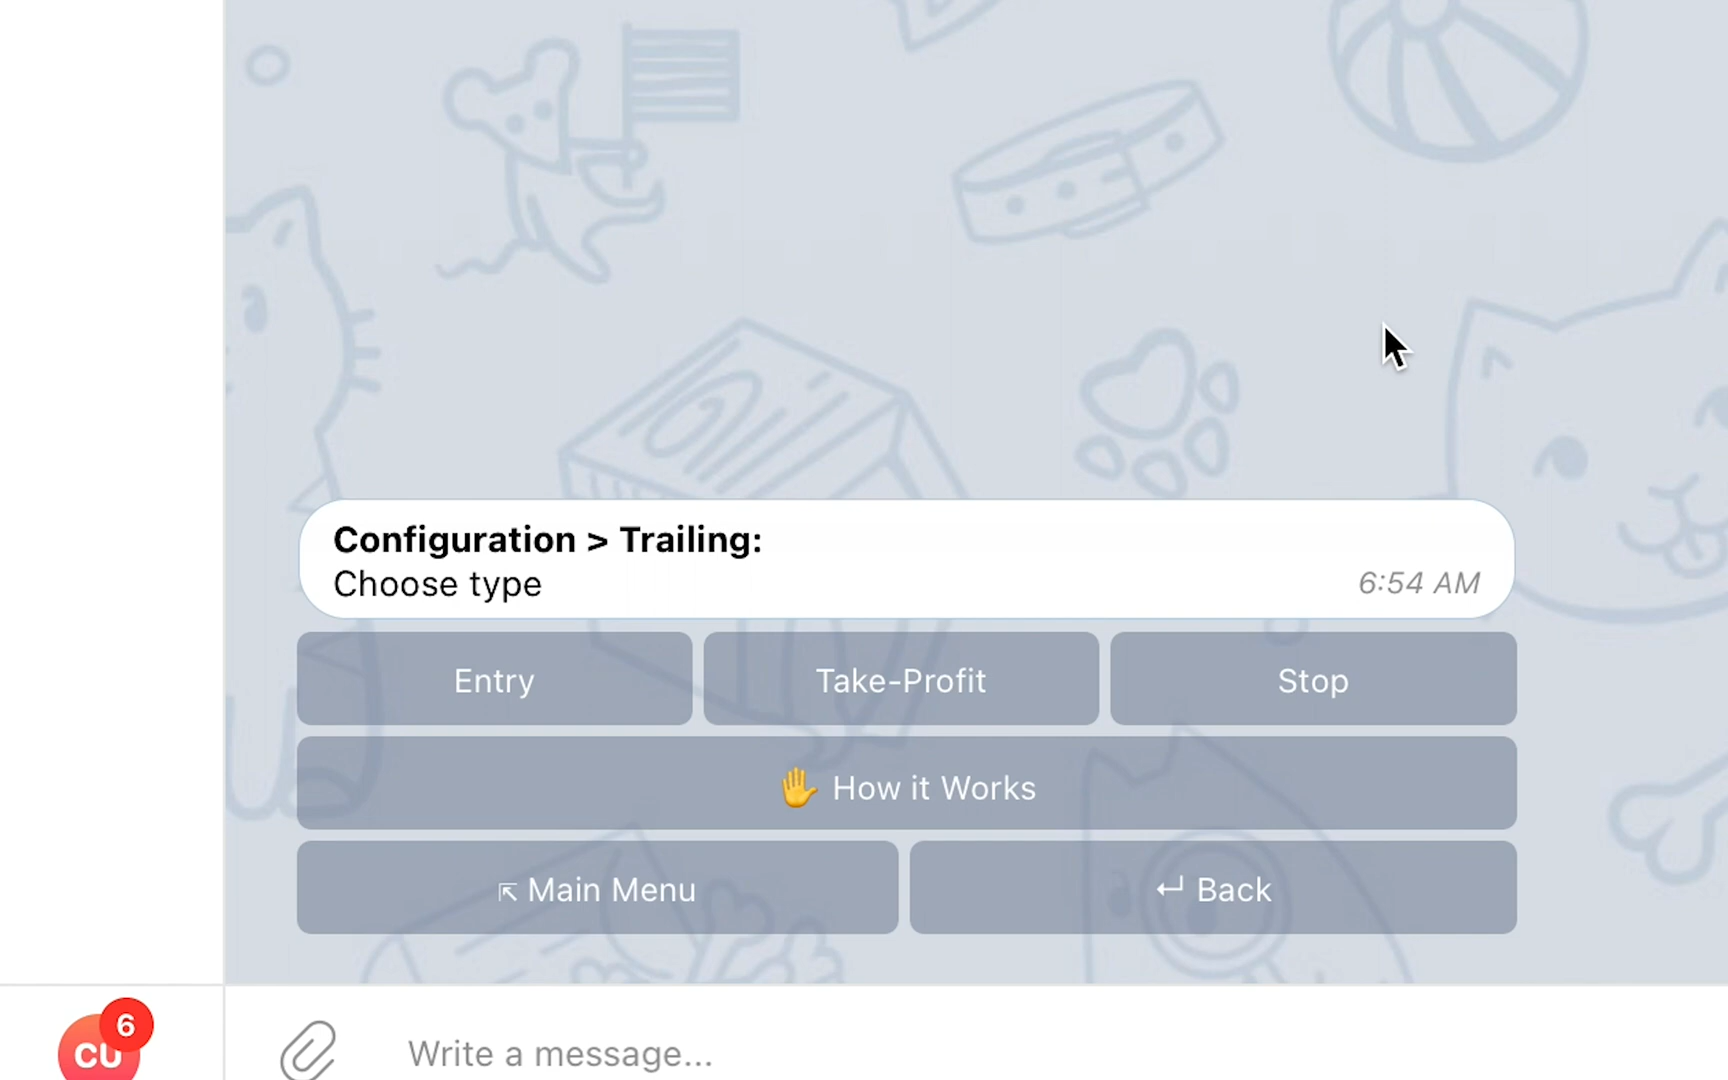 Configuration > Trailing:
Choose type
6:54 AM
Entry
Take-Profit
Stop
✋ How it Works
⇱ Main Menu
↵ Back
6
CU
Write a message...